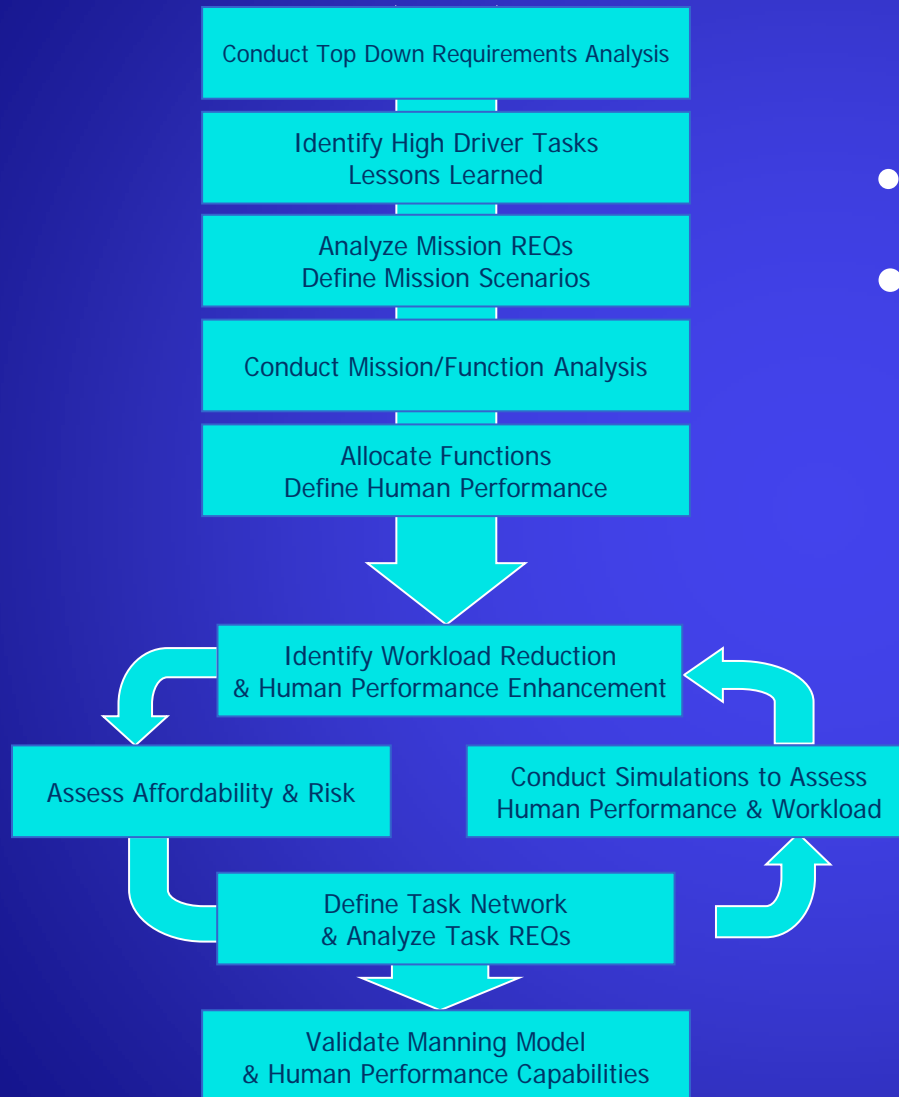 Conduct Top Down Requirements Analysis
Identify High Driver Tasks
Lessons Learned
Analyze Mission REQs
Define Mission Scenarios
Conduct Mission/Function Analysis
Allocate Functions
Define Human Performance
Identify Workload Reduction
& Human Performance Enhancement
Assess Affordability & Risk
Conduct Simulations to Assess
Human Performance & Workload
Define Task Network
& Analyze Task REQs
Validate Manning Model
& Human Performance Capabilities